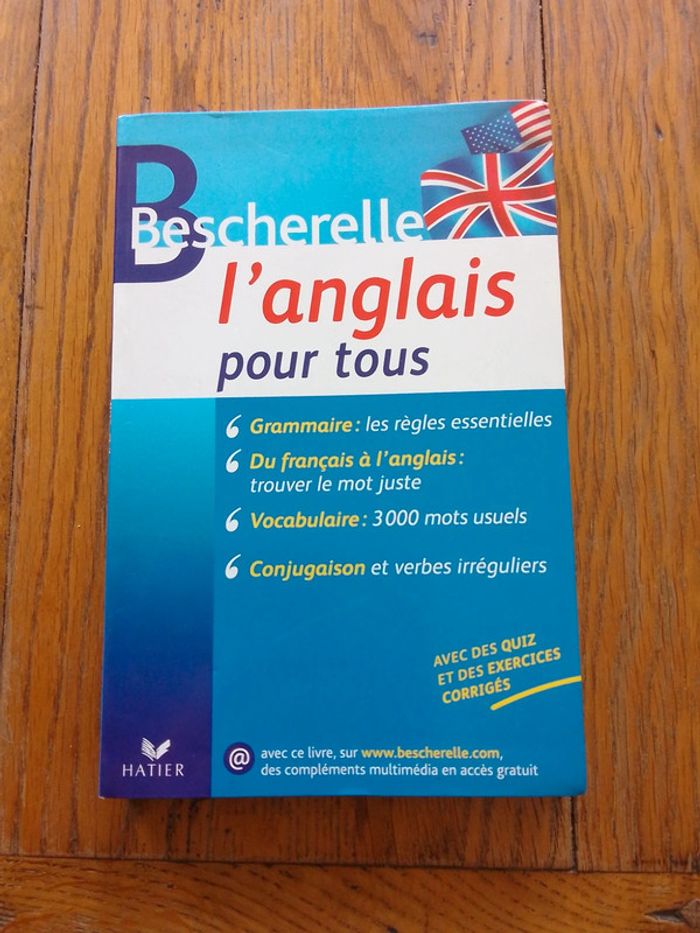 B
Bescherelle
l'anglais
pour tous
Grammaire : les règles essentielles
Du français à l'anglais :
trouver le mot juste
Vocabulaire : 3000 mots usuels
Conjugaison et verbes irréguliers
AVEC DES QUIZ
ET DES EXERCICES
CORRIGÉS
@ avec ce livre, sur www.bescherelle.com,
des compléments multimédia en accès gratuit
HATIER